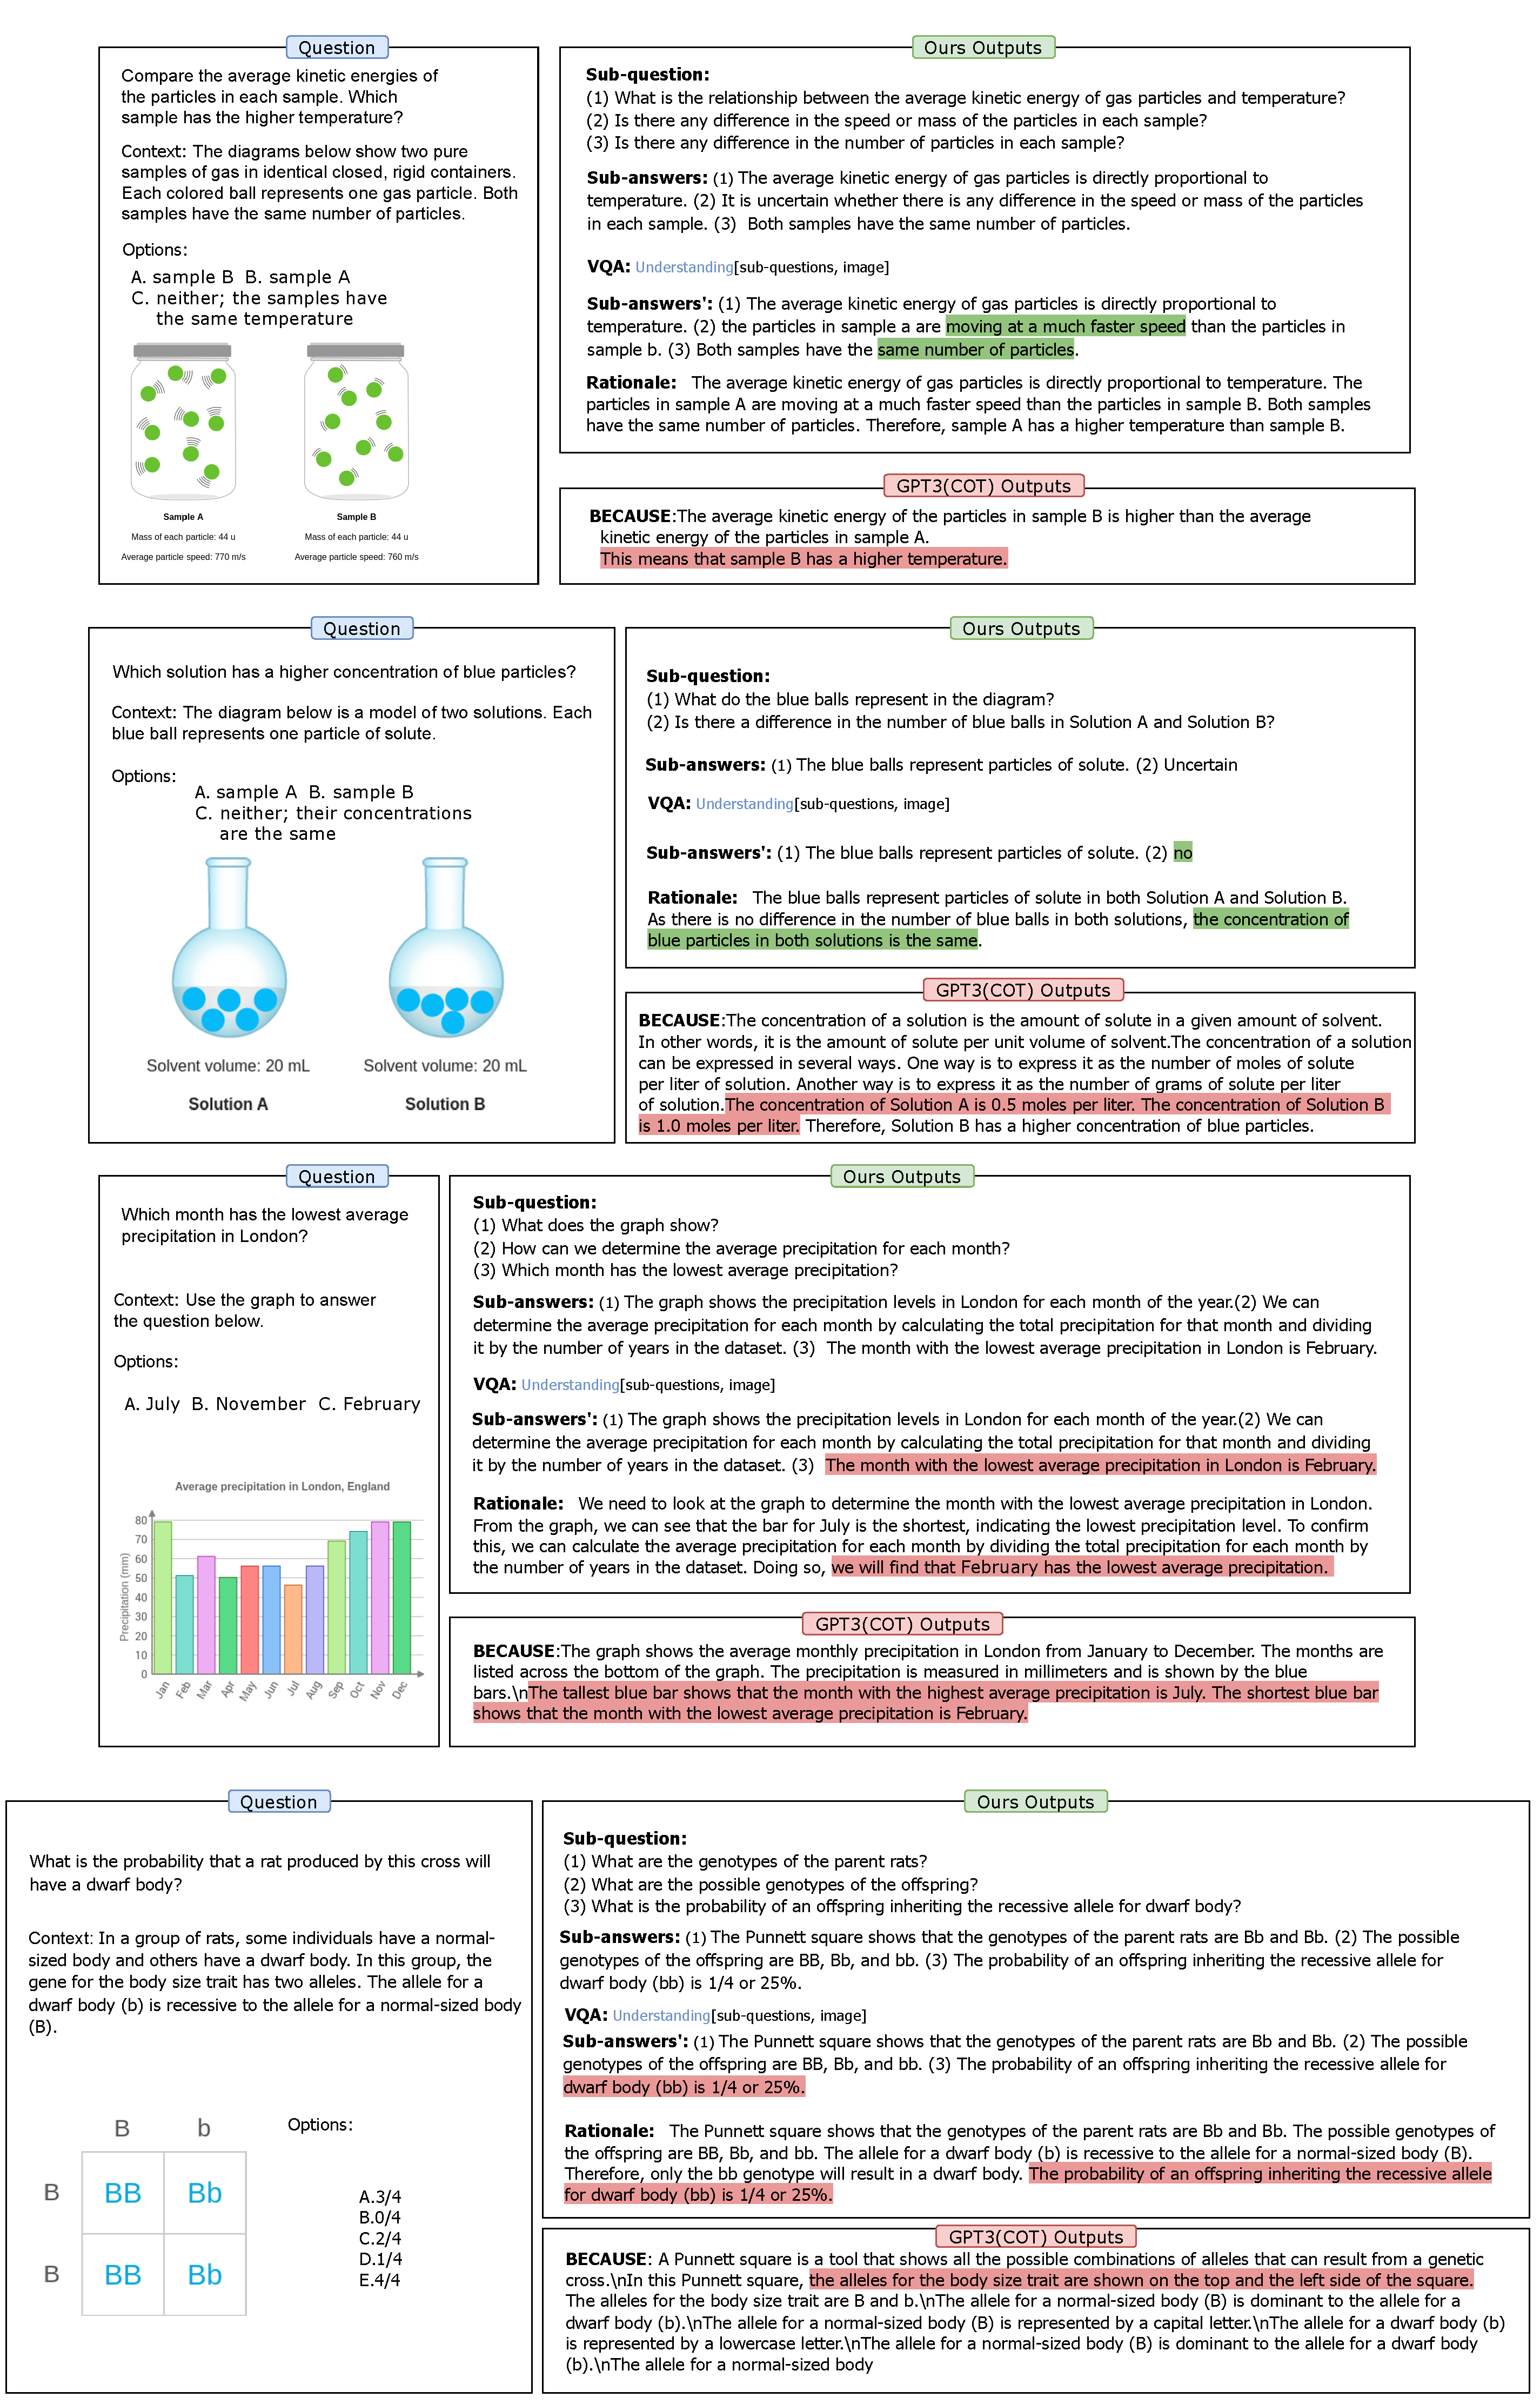 Question
Compare the average kinetic energies of
the particles in each sample. Which
sample has the higher temperature?
Context: The diagrams below show two pure
samples of gas in identical closed, rigid containers.
Each colored ball represents one gas particle. Both
samples have the same number of particles.
Options:
A. sample B B. sample A
C. neither; the samples have
the same temperature
Sample A
Sample B
Mass of each particle: 44 u
Mass of each particle: 44 u
Average particle speed: 770 m/s
Average particle speed: 760 m/s
Ours Outputs
Sub-question:
(1) What is the relationship between the average kinetic energy of gas particles and temperature?
(2) Is there any difference in the speed or mass of the particles in each sample?
(3) Is there any difference in the number of particles in each sample?
Sub-answers: (1) The average kinetic energy of gas particles is directly proportional to
temperature. (2) It is uncertain whether there is any difference in the speed or mass of the particles
in each sample. (3) Both samples have the same number of particles.
VQA: Understanding[sub-questions, image]
Sub-answers': (1) The average kinetic energy of gas particles is directly proportional to
temperature. (2) the particles in sample a are moving at a much faster speed than the particles in
sample b. (3) Both samples have the same number of particles.
Rationale: The average kinetic energy of gas particles is directly proportional to temperature. The
particles in sample A are moving at a much faster speed than the particles in sample B. Both samples
have the same number of particles. Therefore, sample A has a higher temperature than sample B.
GPT3(COT) Outputs
BECAUSE:The average kinetic energy of the particles in sample B is higher than the average
kinetic energy of the particles in sample A.
This means that sample B has a higher temperature.
Question
Which solution has a higher concentration of blue particles?
Context: The diagram below is a model of two solutions. Each
blue ball represents one particle of solute.
Options:
A. sample A B. sample B
C. neither; their concentrations
are the same
Solvent volume: 20 mL
Solvent volume: 20 mL
Solution A
Solution B
Ours Outputs
Sub-question:
(1) What do the blue balls represent in the diagram?
(2) Is there a difference in the number of blue balls in Solution A and Solution B?
Sub-answers: (1) The blue balls represent particles of solute. (2) Uncertain
VQA: Understanding[sub-questions, image]
Sub-answers': (1) The blue balls represent particles of solute. (2) no
Rationale: The blue balls represent particles of solute in both Solution A and Solution B.
As there is no difference in the number of blue balls in both solutions, the concentration of
blue particles in both solutions is the same.
GPT3(COT) Outputs
BECAUSE:The concentration of a solution is the amount of solute in a given amount of solvent.
In other words, it is the amount of solute per unit volume of solvent.The concentration of a solution
can be expressed in several ways. One way is to express it as the number of moles of solute
per liter of solution. Another way is to express it as the number of grams of solute per liter
of solution.The concentration of Solution A is 0.5 moles per liter. The concentration of Solution B
is 1.0 moles per liter. Therefore, Solution B has a higher concentration of blue particles.
Question
Which month has the lowest average
precipitation in London?
Context: Use the graph to answer
the question below.
Options:
A. July B. November C. February
Average precipitation in London, England
Precipitation (mm)
80
70
60
50
40
30
20
10
0
Jan Feb Mar Apr May Jun Jul Aug Sep Oct Nov Dec
Ours Outputs
Sub-question:
(1) What does the graph show?
(2) How can we determine the average precipitation for each month?
(3) Which month has the lowest average precipitation?
Sub-answers: (1) The graph shows the precipitation levels in London for each month of the year.(2) We can
determine the average precipitation for each month by calculating the total precipitation for that month and dividing
it by the number of years in the dataset. (3) The month with the lowest average precipitation in London is February.
VQA: Understanding[sub-questions, image]
Sub-answers': (1) The graph shows the precipitation levels in London for each month of the year.(2) We can
determine the average precipitation for each month by calculating the total precipitation for that month and dividing
it by the number of years in the dataset. (3) The month with the lowest average precipitation in London is February.
Rationale: We need to look at the graph to determine the month with the lowest average precipitation in London.
From the graph, we can see that the bar for July is the shortest, indicating the lowest precipitation level. To confirm
this, we can calculate the average precipitation for each month by dividing the total precipitation for each month by
the number of years in the dataset. Doing so, we will find that February has the lowest average precipitation.
GPT3(COT) Outputs
BECAUSE:The graph shows the average monthly precipitation in London from January to December. The months are
listed across the bottom of the graph. The precipitation is measured in millimeters and is shown by the blue
bars.\nThe tallest blue bar shows that the month with the highest average precipitation is July. The shortest blue bar
shows that the month with the lowest average precipitation is February.
Question
What is the probability that a rat produced by this cross will
have a dwarf body?
Context: In a group of rats, some individuals have a normal-
sized body and others have a dwarf body. In this group, the
gene for the body size trait has two alleles. The allele for a
dwarf body (b) is recessive to the allele for a normal-sized body
(B).
B b
B BB Bb
B BB Bb
Options:
A.3/4
B.0/4
C.2/4
D.1/4
E.4/4
Ours Outputs
Sub-question:
(1) What are the genotypes of the parent rats?
(2) What are the possible genotypes of the offspring?
(3) What is the probability of an offspring inheriting the recessive allele for dwarf body?
Sub-answers: (1) The Punnett square shows that the genotypes of the parent rats are Bb and Bb. (2) The possible
genotypes of the offspring are BB, Bb, and bb. (3) The probability of an offspring inheriting the recessive allele for
dwarf body (bb) is 1/4 or 25%.
VQA: Understanding[sub-questions, image]
Sub-answers': (1) The Punnett square shows that the genotypes of the parent rats are Bb and Bb. (2) The possible
genotypes of the offspring are BB, Bb, and bb. (3) The probability of an offspring inheriting the recessive allele for
dwarf body (bb) is 1/4 or 25%.
Rationale: The Punnett square shows that the genotypes of the parent rats are Bb and Bb. The possible genotypes of
the offspring are BB, Bb, and bb. The allele for a dwarf body (b) is recessive to the allele for a normal-sized body (B).
Therefore, only the bb genotype will result in a dwarf body. The probability of an offspring inheriting the recessive allele
for dwarf body (bb) is 1/4 or 25%.
GPT3(COT) Outputs
BECAUSE: A Punnett square is a tool that shows all the possible combinations of alleles that can result from a genetic
cross.\nIn this Punnett square, the alleles for the body size trait are shown on the top and the left side of the square.
The alleles for the body size trait are B and b.\nThe allele for a normal-sized body (B) is dominant to the allele for a
dwarf body (b).\nThe allele for a normal-sized body (B) is represented by a capital letter.\nThe allele for a dwarf body (b)
is represented by a lowercase letter.\nThe allele for a normal-sized body (B) is dominant to the allele for a dwarf body
(b).\nThe allele for a normal-sized body